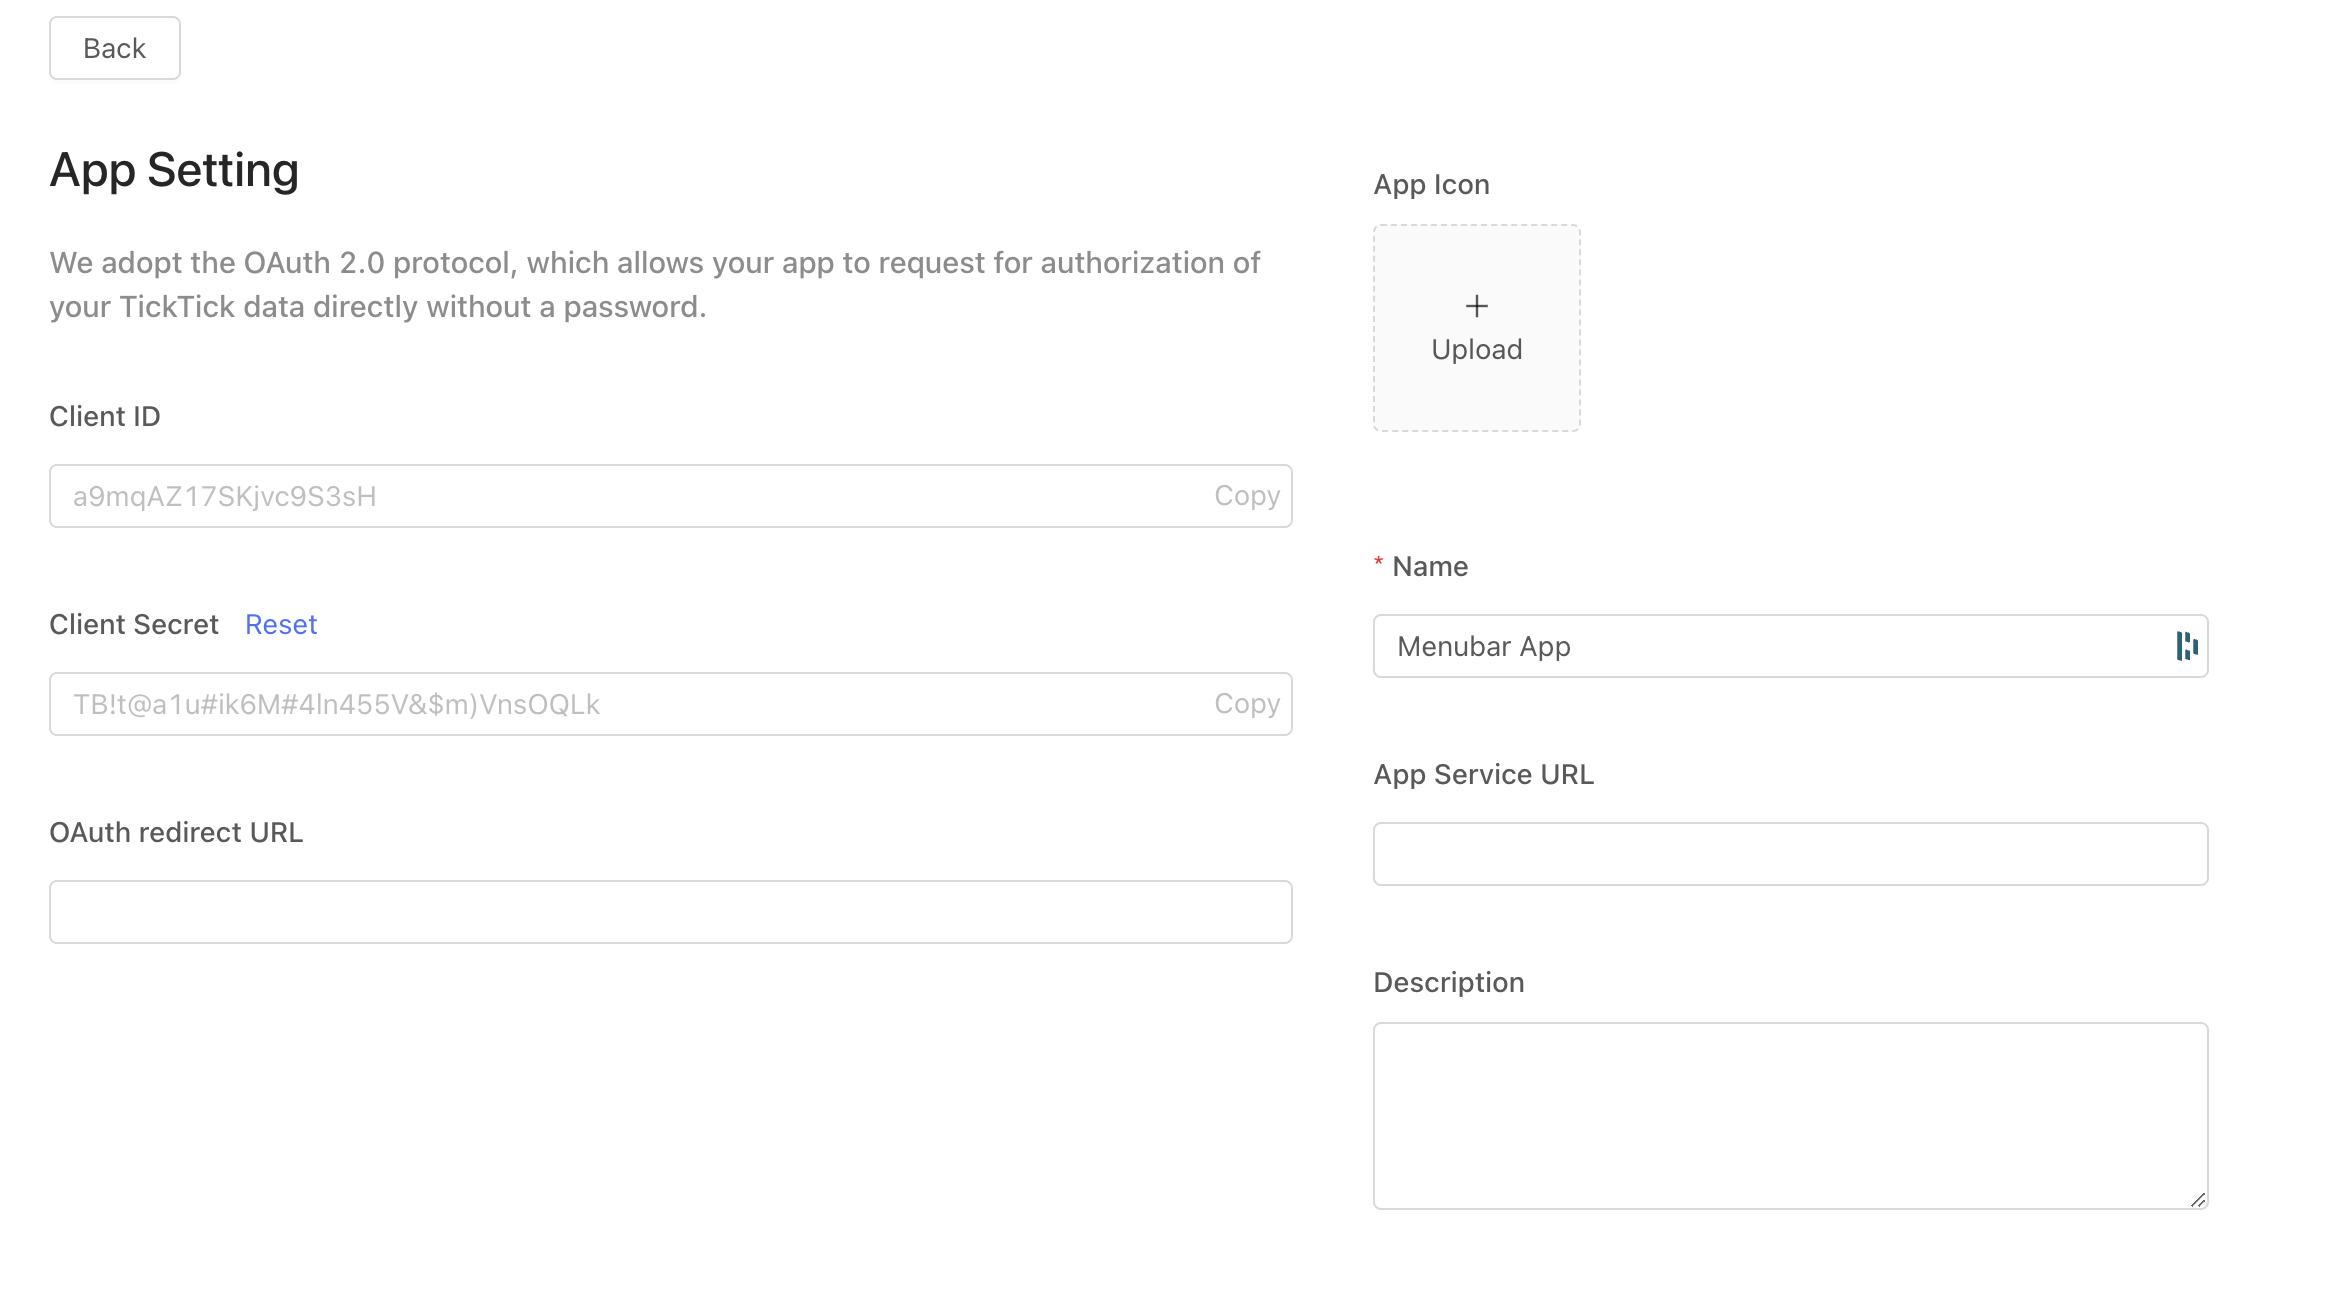 Back
App Setting
We adopt the OAuth 2.0 protocol, which allows your app to request for authorization of
your TickTick data directly without a password.
Client ID
a9mqAZ17SKjvc9S3sH
Copy
Client Secret Reset
TB!t@a1u#ik6M#4ln455V&$m)VnsOQLk
Copy
OAuth redirect URL
App Icon
+
Upload
* Name
Menubar App
App Service URL
Description